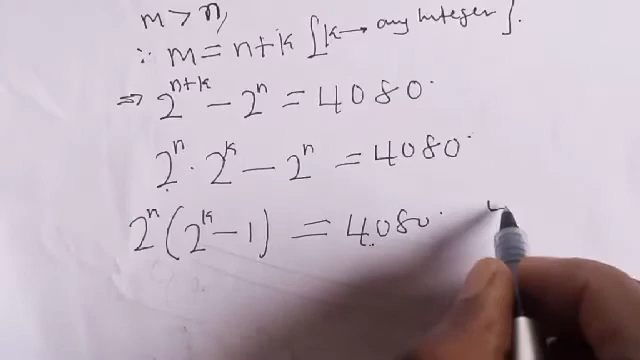 m > n,
∵ m = n+k [k → any Integer].
⇒ 2^{n+k} − 2^n = 4080.
2^n · 2^k − 2^n = 4080.
2^n (2^k − 1) = 4080.